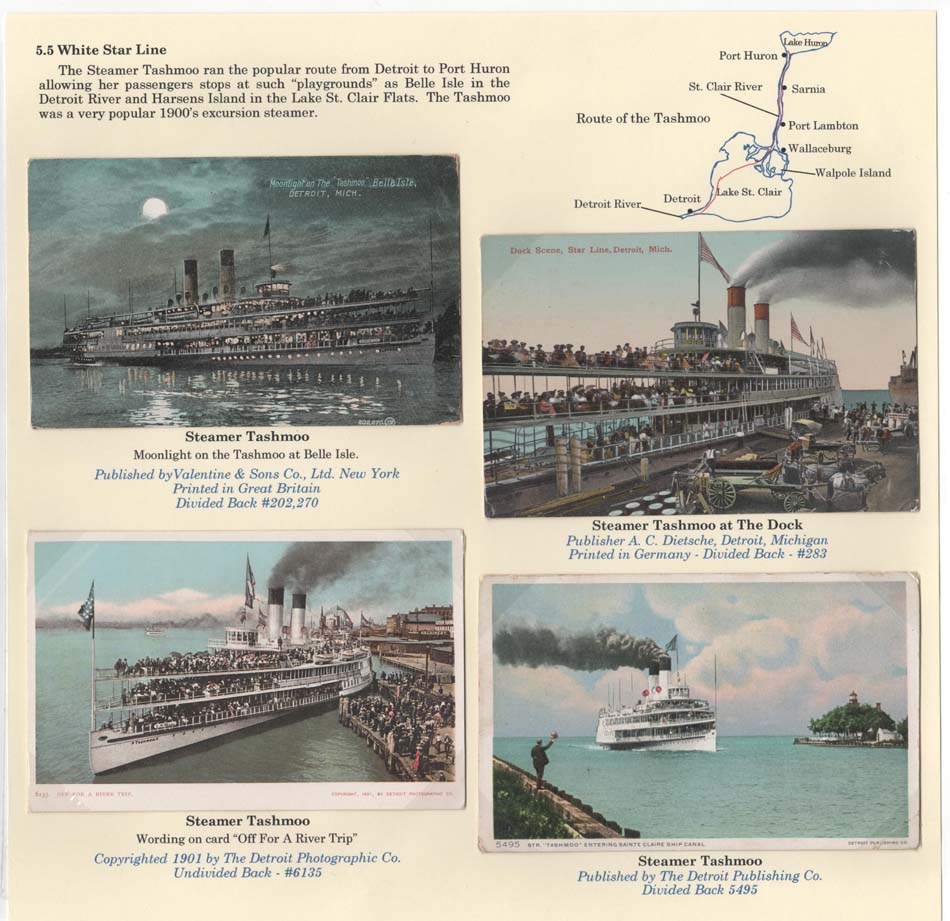 5.5 White Star Line
The Steamer Tashmoo ran the popular route from Detroit to Port Huron
allowing her passengers stops at such “playgrounds” as Belle Isle in the
Detroit River and Harsens Island in the Lake St. Clair Flats. The Tashmoo
was a very popular 1900's excursion steamer.
Lake Huron
Port Huron
St. Clair River
Sarnia
Route of the Tashmoo
Port Lambton
Wallaceburg
Walpole Island
Lake St. Clair
Detroit
Detroit River
Moonlight on The "Tashmoo" Belle Isle,
DETROIT, MICH.
Steamer Tashmoo
Moonlight on the Tashmoo at Belle Isle.
Published byValentine & Sons Co., Ltd. New York
Printed in Great Britain
Divided Back #202,270
Dock Scene, Star Line, Detroit, Mich.
Steamer Tashmoo at The Dock
Publisher A. C. Dietsche, Detroit, Michigan
Printed in Germany - Divided Back - #283
TASHMOO
6135 OFF FOR A RIVER TRIP.
COPYRIGHT, 1901, BY DETROIT PHOTOGRAPHIC CO.
Steamer Tashmoo
Wording on card “Off For A River Trip”
Copyrighted 1901 by The Detroit Photographic Co.
Undivided Back - #6135
5495 STR. "TASHMOO" ENTERING SAINTE CLAIRE SHIP CANAL
DETROIT PUBLISHING CO.
Steamer Tashmoo
Published by The Detroit Publishing Co.
Divided Back 5495